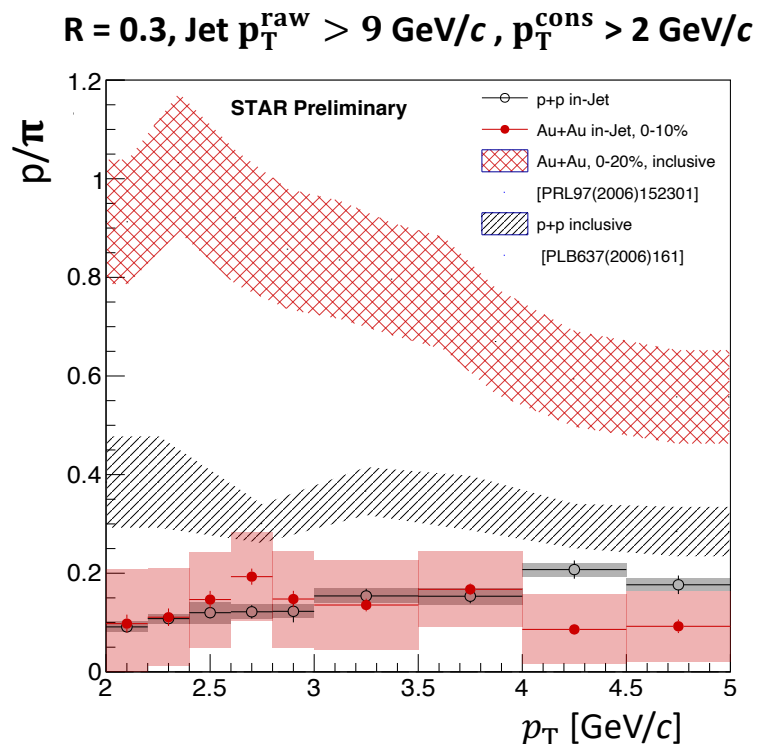 R = 0.3, Jet p_T^raw > 9 GeV/c , p_T^cons > 2 GeV/c
p/π
1.2
1
0.8
0.6
0.4
0.2
0
STAR Preliminary
p+p in-Jet
Au+Au in-Jet, 0-10%
Au+Au, 0-20%, inclusive
[PRL97(2006)152301]
p+p inclusive
[PLB637(2006)161]
2 2.5 3 3.5 4 4.5 5
p_T [GeV/c]